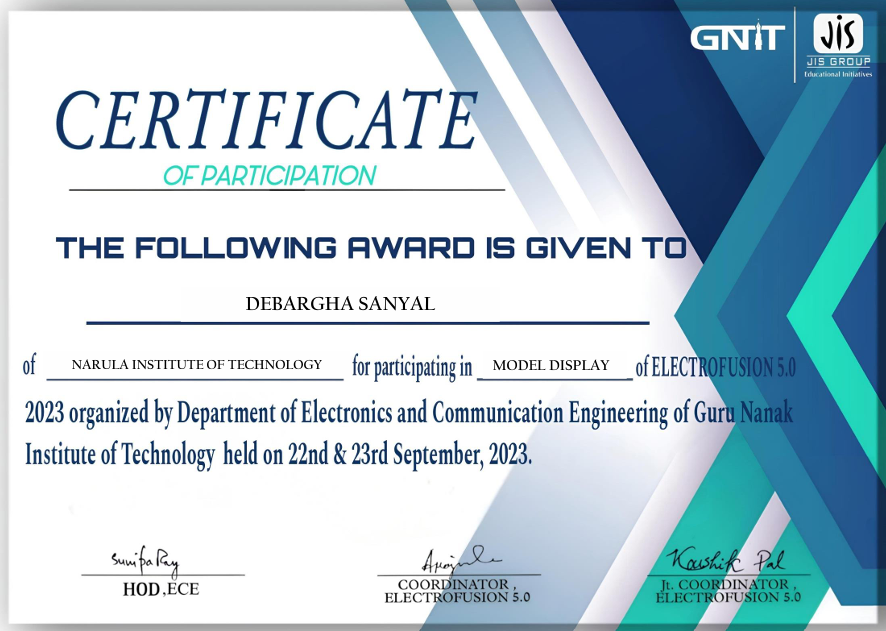 GNIT
JIS
JIS GROUP
Educational Initiatives
CERTIFICATE
OF PARTICIPATION
THE FOLLOWING AWARD IS GIVEN TO
DEBARGHA SANYAL
of NARULA INSTITUTE OF TECHNOLOGY for participating in MODEL DISPLAY of ELECTROFUSION 5.0
2023 organized by Department of Electronics and Communication Engineering of Guru Nanak
Institute of Technology held on 22nd & 23rd September, 2023.
Kaushik Pal
HOD ,ECE
COORDINATOR ,
ELECTROFUSION 5.0
Jt. COORDINATOR ,
ELECTROFUSION 5.0